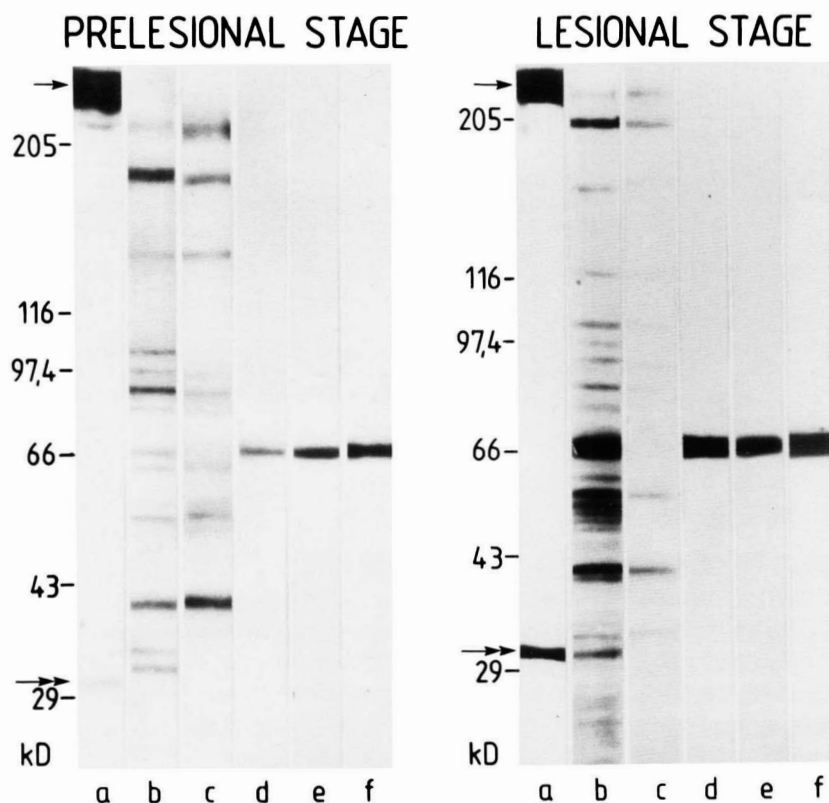 PRELESIONAL STAGE
205
116
97,4
66
43
29
kD
a b c d e f
LESIONAL STAGE
205
116
97,4
66
43
29
kD
a b c d e f